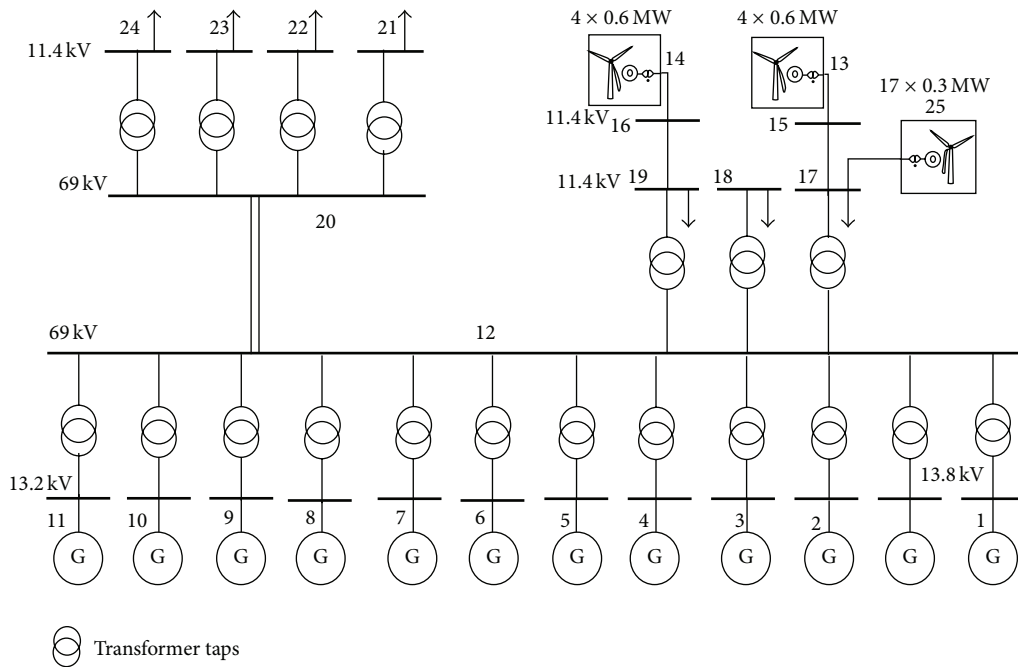 4 × 0.6 MW
4 × 0.6 MW
24
23
22
21
14
13
11.4 kV
17 × 0.3 MW
25
11.4 kV
16
15
69 kV
11.4 kV
19
18
17
20
69 kV
12
13.2 kV
13.8 kV
11
10
9
8
7
6
5
4
3
2
1
G
G
G
G
G
G
G
G
G
G
G
G
Transformer taps